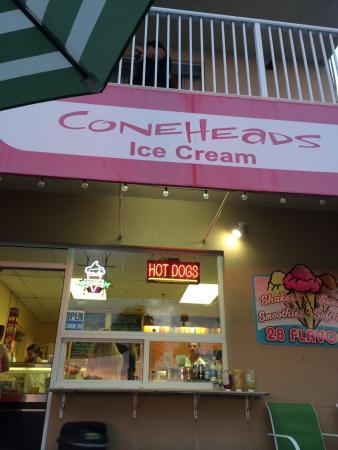 CONEHEADS
Ice Cream
HOT DOGS
OPEN
Shakes
Smoothies
28 FLAVO